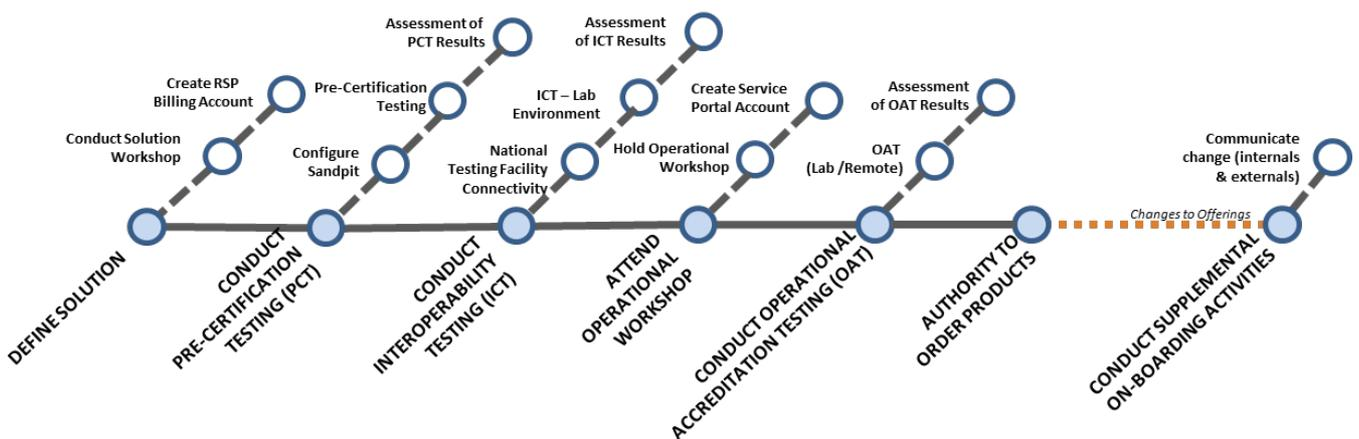 Assessment of
PCT Results
Assessment
of ICT Results
Create RSP
Billing Account
Pre-Certification
Testing
ICT – Lab
Environment
Create Service
Portal Account
Assessment
of OAT Results
Conduct Solution
Workshop
Configure
Sandpit
National
Testing Facility
Connectivity
Hold Operational
Workshop
OAT
(Lab /Remote)
Communicate
change (internals
& externals)
Changes to Offerings
DEFINE SOLUTION
CONDUCT
PRE-CERTIFICATION
TESTING (PCT)
CONDUCT
INTEROPERABILITY
TESTING (ICT)
ATTEND
OPERATIONAL
WORKSHOP
CONDUCT OPERATIONAL
ACCREDITATION TESTING (OAT)
AUTHORITY TO
ORDER PRODUCTS
CONDUCT SUPPLEMENTAL
ON-BOARDING ACTIVITIES